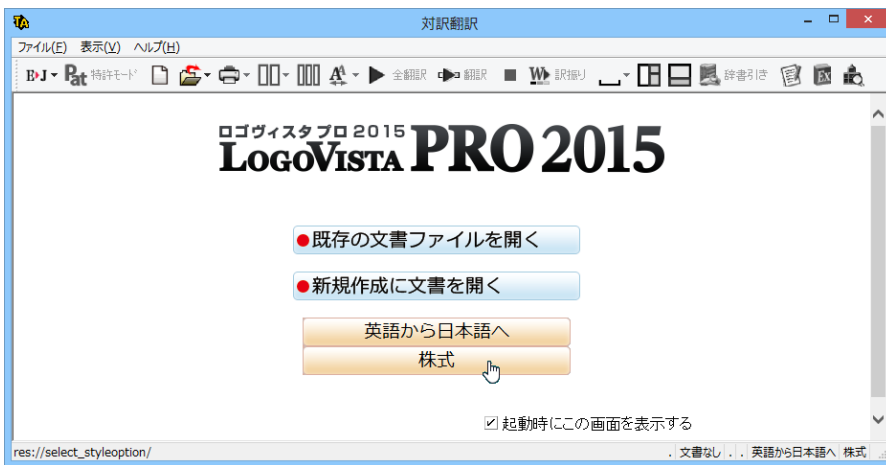 対訳翻訳
ファイル(F) 表示(V) ヘルプ(H)
E›J Pat 特許モード A 全翻訳 翻訳 W 訳振り 辞書引き EX
ロゴヴィスタ プロ 2015
LOGOVISTA PRO 2015
既存の文書ファイルを開く
新規作成に文書を開く
英語から日本語へ
株式
起動時にこの画面を表示する
res://select_styleoption/ . 文書なし . . 英語から日本語へ 株式